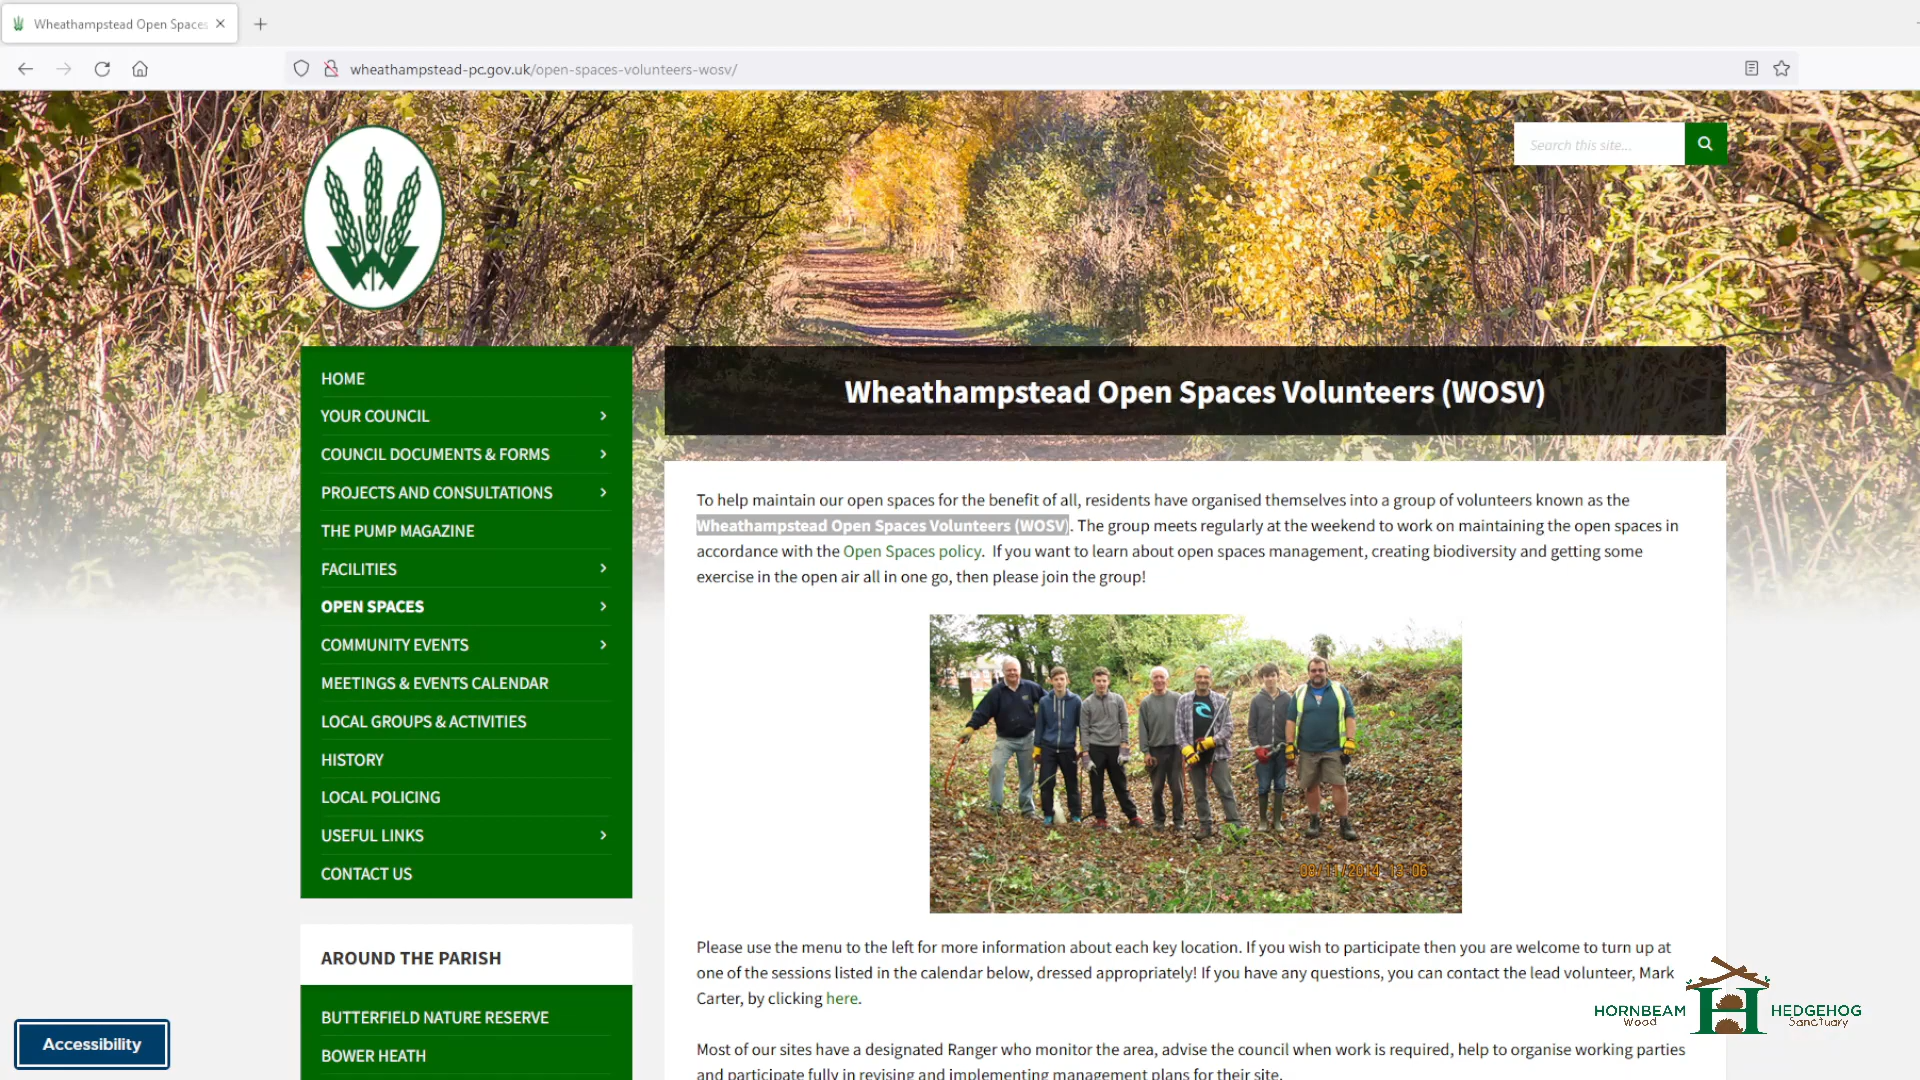 Wheathampstead Open Spaces
wheathampstead-pc.gov.uk/open-spaces-volunteers-wosv/
Search this site...
HOME
YOUR COUNCIL
COUNCIL DOCUMENTS & FORMS
PROJECTS AND CONSULTATIONS
THE PUMP MAGAZINE
FACILITIES
OPEN SPACES
COMMUNITY EVENTS
MEETINGS & EVENTS CALENDAR
LOCAL GROUPS & ACTIVITIES
HISTORY
LOCAL POLICING
USEFUL LINKS
CONTACT US
AROUND THE PARISH
BUTTERFIELD NATURE RESERVE
BOWER HEATH
Accessibility
Wheathampstead Open Spaces Volunteers (WOSV)
To help maintain our open spaces for the benefit of all, residents have organised themselves into a group of volunteers known as the
Wheathampstead Open Spaces Volunteers (WOSV). The group meets regularly at the weekend to work on maintaining the open spaces in
accordance with the Open Spaces policy. If you want to learn about open spaces management, creating biodiversity and getting some
exercise in the open air all in one go, then please join the group!
Please use the menu to the left for more information about each key location. If you wish to participate then you are welcome to turn up at
one of the sessions listed in the calendar below, dressed appropriately! If you have any questions, you can contact the lead volunteer, Mark
Carter, by clicking here.
Most of our sites have a designated Ranger who monitor the area, advise the council when work is required, help to organise working parties
and participate fully in revising and implementing management plans for their site.
HORNBEAM Wood H HEDGEHOG Sanctuary